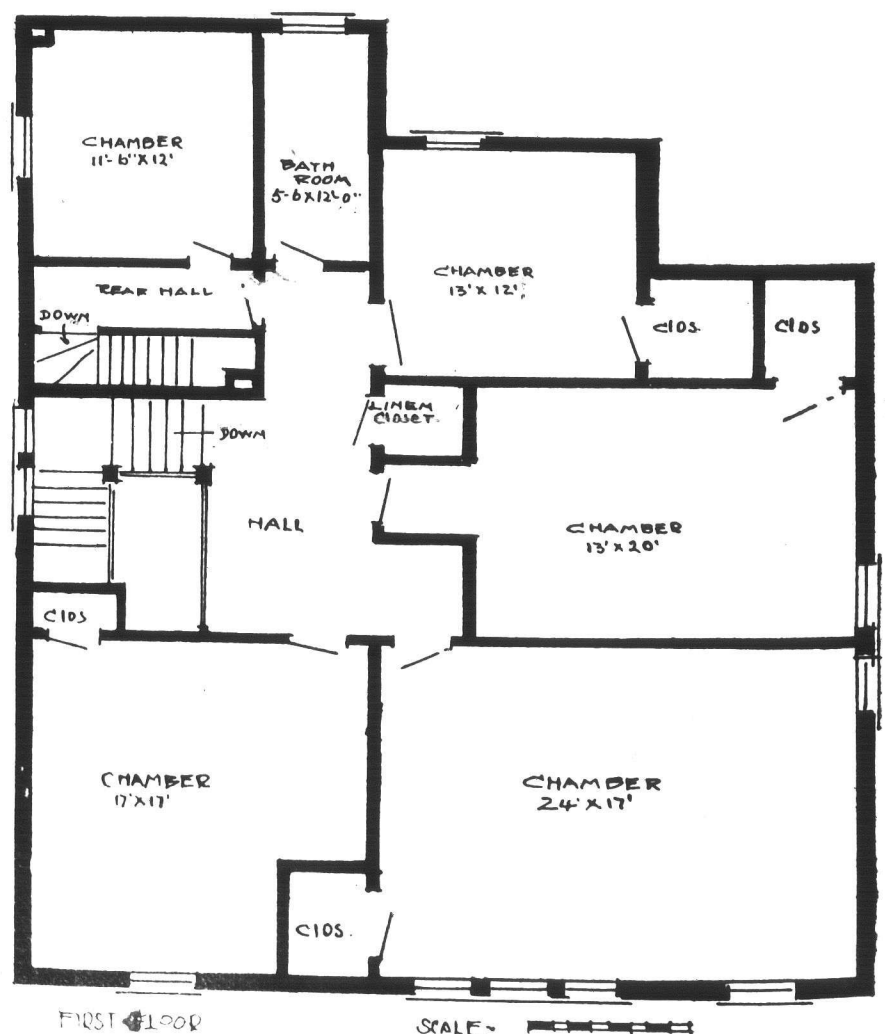 CHAMBER
11'-6"X12'
BATH
ROOM
5-6X12'-0"
CHAMBER
13'X12'
REAR HALL
DOWN
ClOS.
ClOS
LINEN
CLOSET.
DOWN
HALL
CHAMBER
13'X20'
ClOS
CHAMBER
17'X17'
CHAMBER
24'X17'
ClOS.
FIRST FLOOR
SCALE-